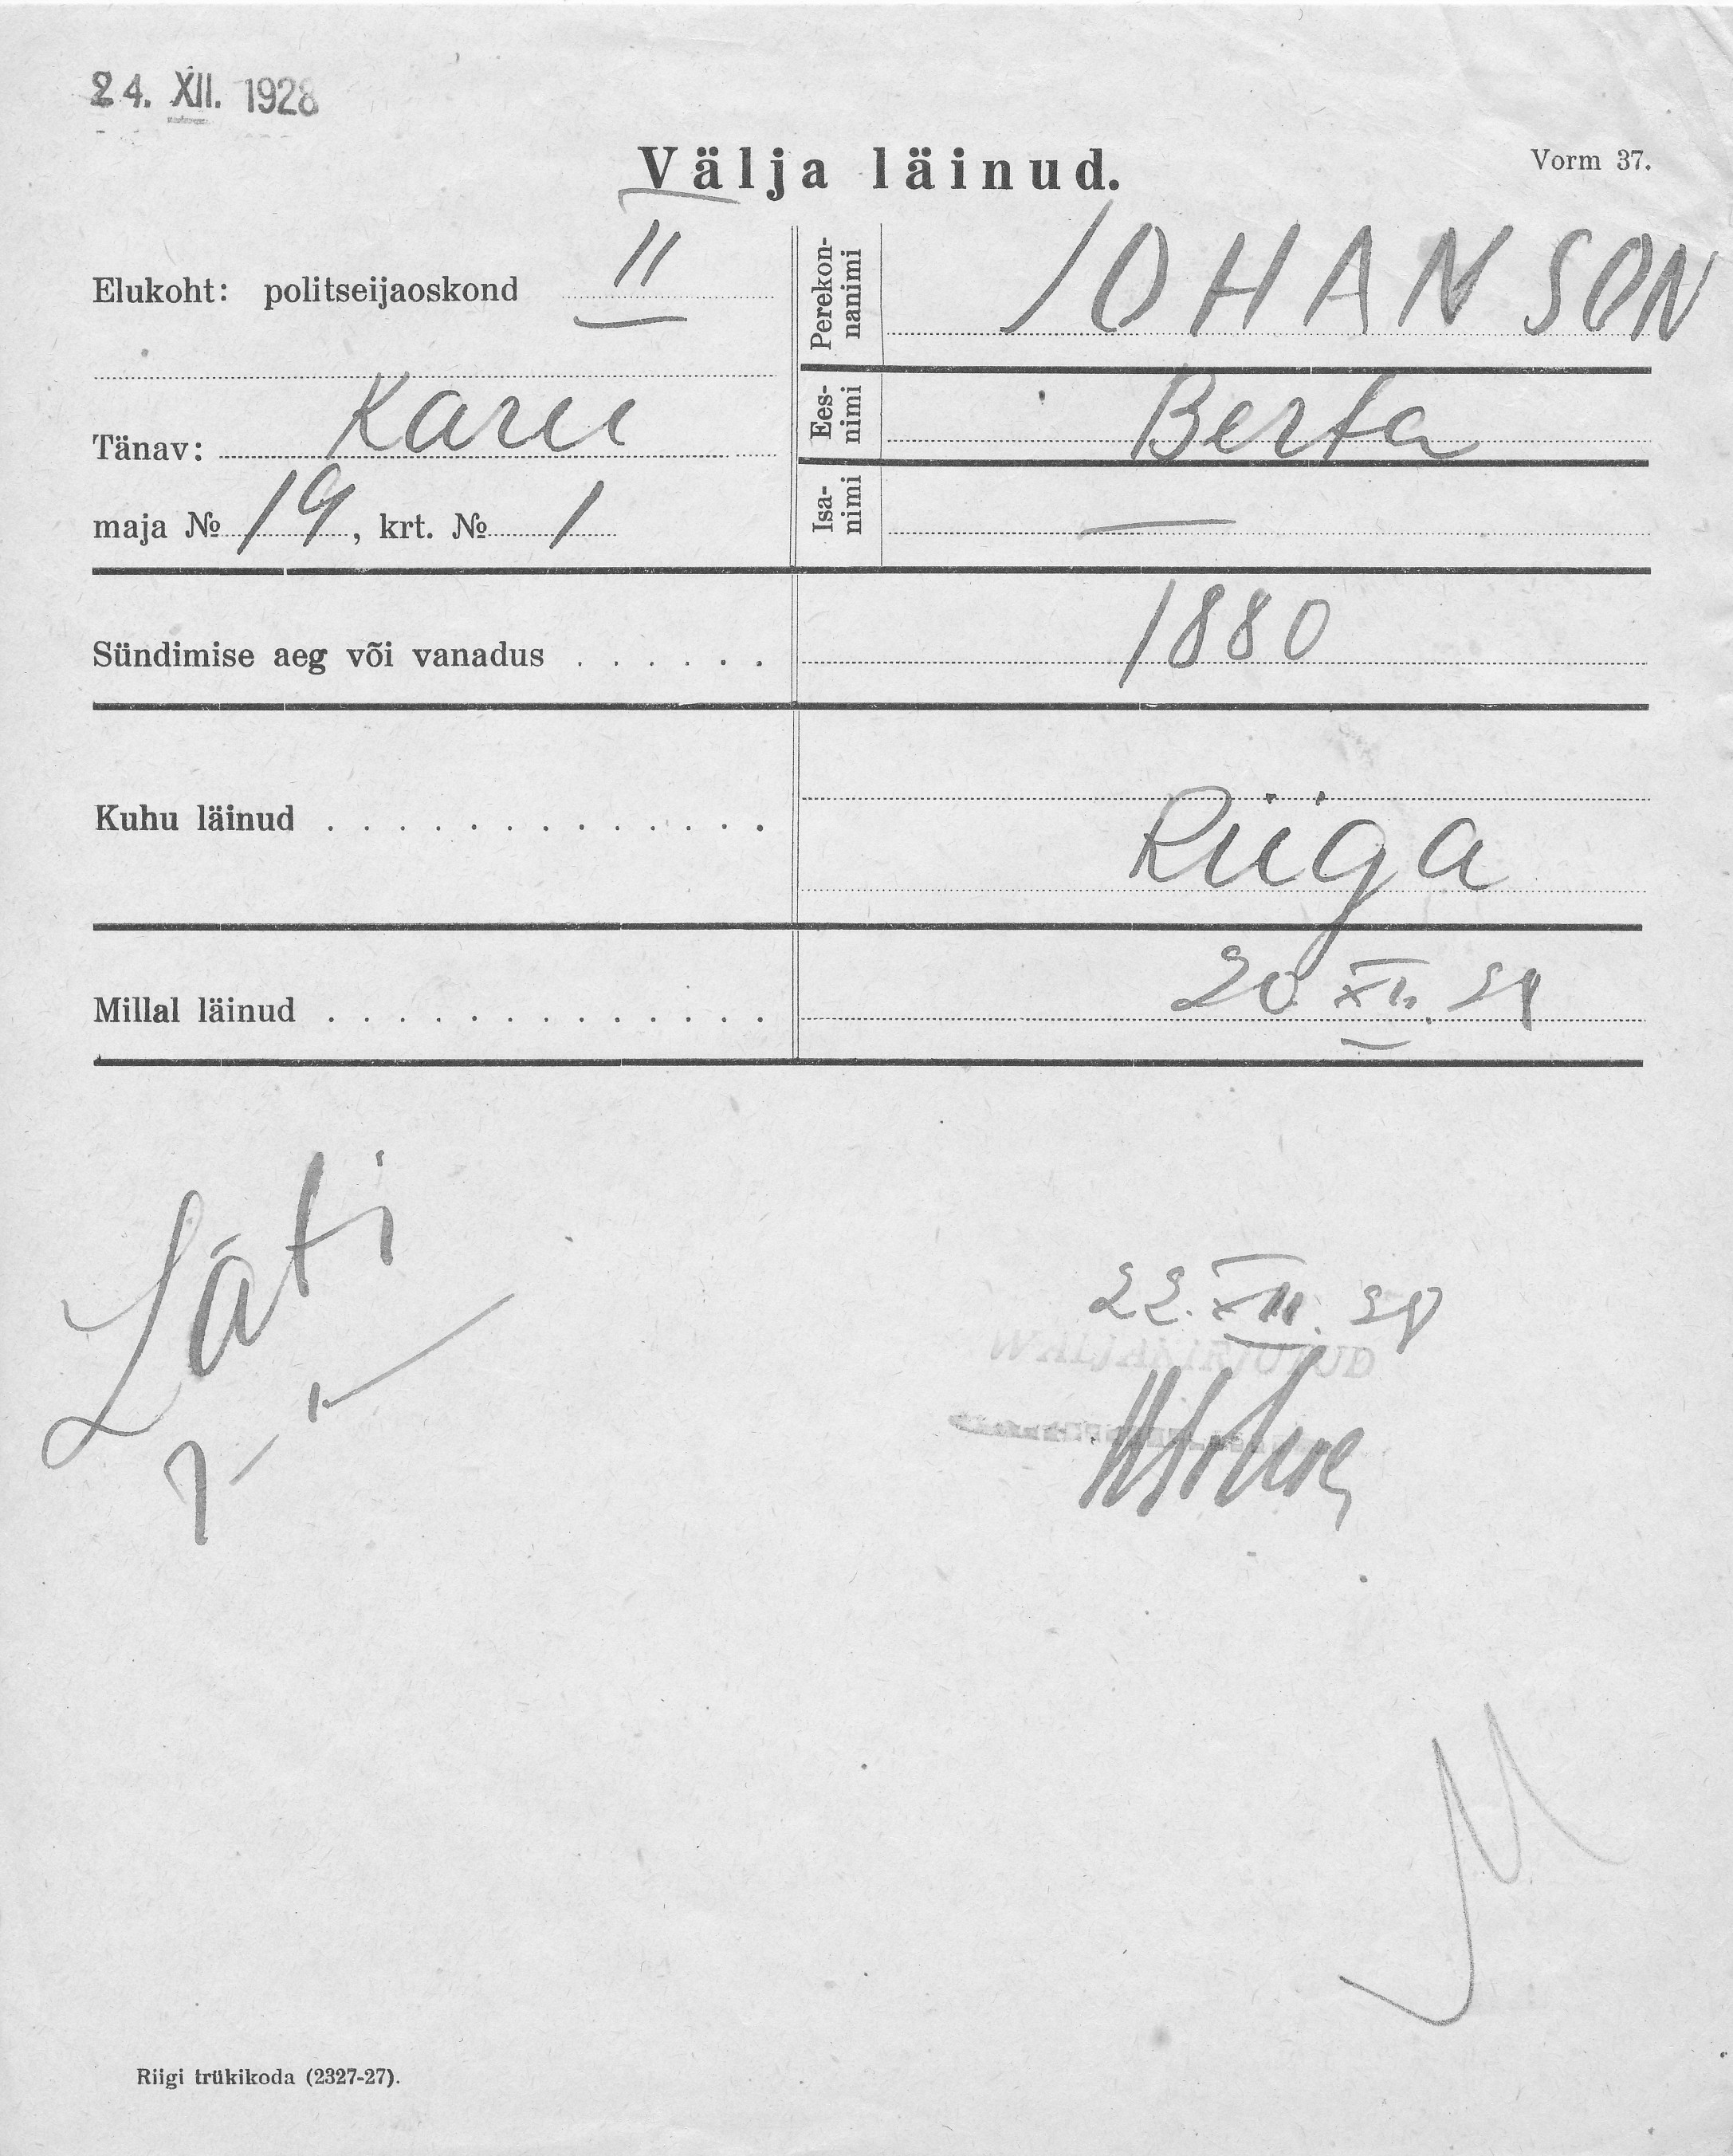 24. XII. 1928
Välja läinud.
Vorm 37.
Elukoht: politseijaoskond II
Tänav: Karu
maja № 19, krt. № 1
Perekon-
nanimi
JOHANSON
Ees-
nimi
Berta
Isa-
nimi
—
Sündimise aeg või vanadus . . . . . . 1880
Kuhu läinud . . . . . . . . . . . . . Riiga
Millal läinud . . . . . . . . . . . . . 20. XII. 28
Läti
22. XII. 28
WÄLJAKIRJUTUD
Riigi trükikoda (2327-27).